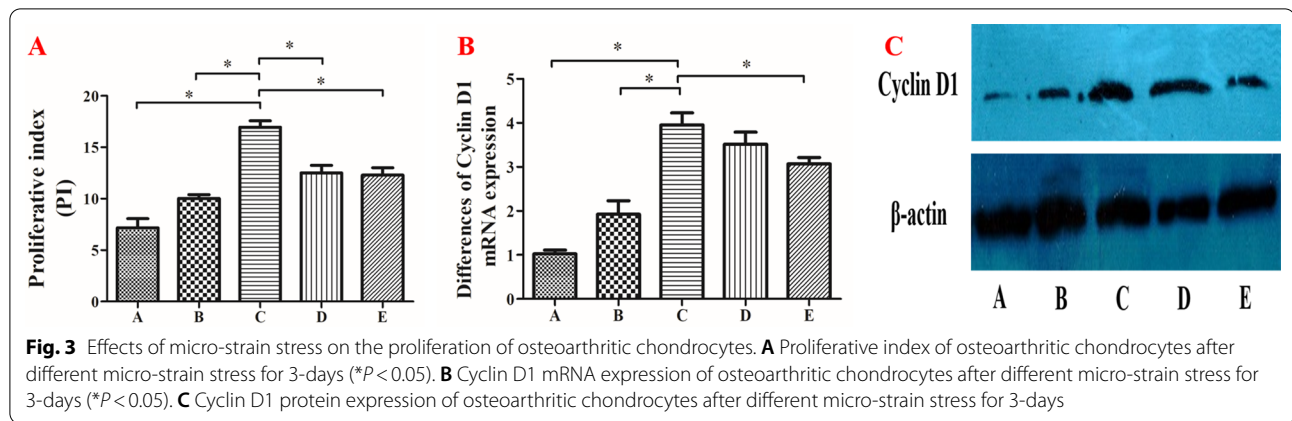 A
Proliferative index
(PI)
20
15
10
5
0
*
*
*
*
A B C D E
B
Differences of Cyclin D1
mRNA expression
5
4
3
2
1
0
*
*
*
A B C D E
C
Cyclin D1
β-actin
A B C D E
Fig. 3 Effects of micro-strain stress on the proliferation of osteoarthritic chondrocytes. A Proliferative index of osteoarthritic chondrocytes after
different micro-strain stress for 3-days (*P < 0.05). B Cyclin D1 mRNA expression of osteoarthritic chondrocytes after different micro-strain stress for
3-days (*P < 0.05). C Cyclin D1 protein expression of osteoarthritic chondrocytes after different micro-strain stress for 3-days